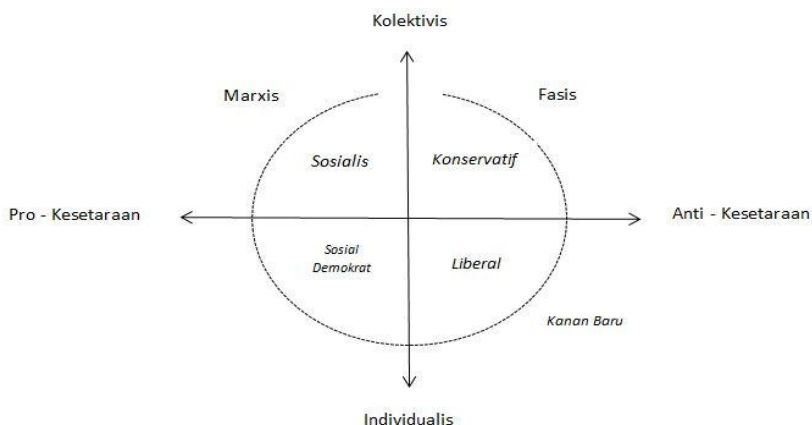 Kolektivis
Marxis
Fasis
Sosialis
Konservatif
Pro - Kesetaraan
Anti - Kesetaraan
Sosial
Demokrat
Liberal
Kanan Baru
Individualis